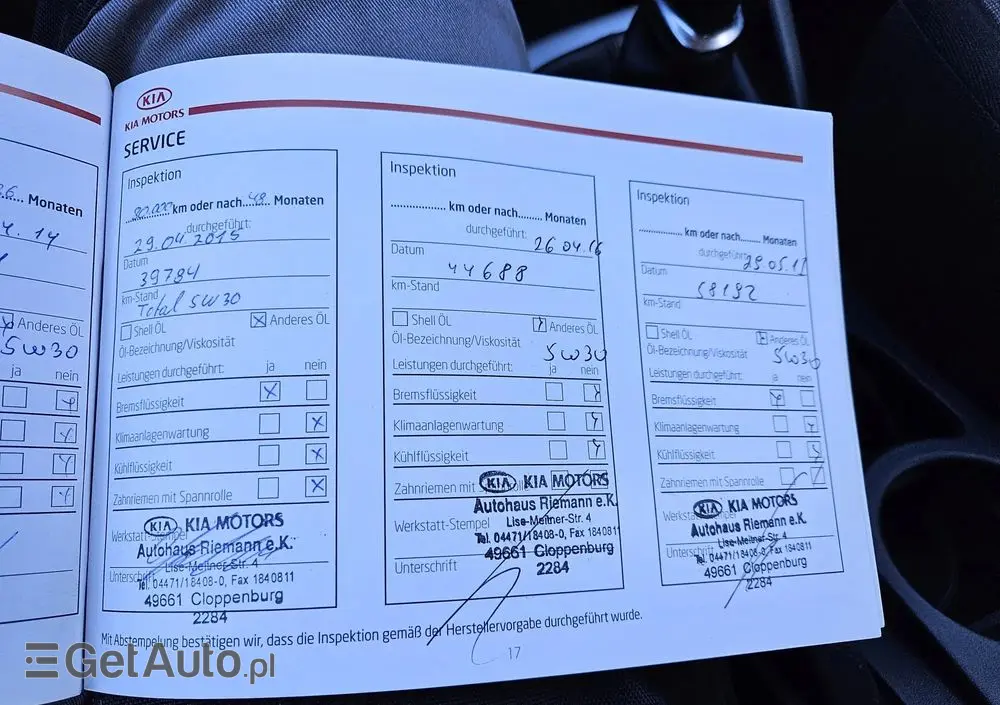 Monaten
4.14
Anderes ÖL
5W30
ja nein
KIA
KIA MOTORS
SERVICE
Inspektion
90.000 km oder nach 48 Monaten
durchgeführt:
29.04.2015
Datum
39784
km-Stand
Total 5W30
Shell ÖL Anderes ÖL
Öl-Bezeichnung/Viskosität
Leistungen durchgeführt: ja nein
Bremsflüssigkeit
Klimaanlagenwartung
Kühlflüssigkeit
Zahnriemen mit Spannrolle
KIA KIA MOTORS
Autohaus Riemann e.K.
Lise-Meitner-Str. 4
Unterschrift
Tel. 04471/18408-0, Fax 1840811
49661 Cloppenburg
2284
Inspektion
km oder nach Monaten
durchgeführt:
26.04.16
Datum
44688
km-Stand
Shell ÖL Anderes ÖL
Öl-Bezeichnung/Viskosität
5W30
Leistungen durchgeführt: ja nein
Bremsflüssigkeit
Klimaanlagenwartung
Kühlflüssigkeit
Zahnriemen mit
KIA KIA MOTORS
Autohaus Riemann e.K.
Werkstatt-Stempel
Lise-Meitner-Str. 4
Tel. 04471/18408-0, Fax 1840811
49661 Cloppenburg
Unterschrift
2284
Inspektion
km oder nach Monaten
durchgeführt:
29.05.17
Datum
58192
km-Stand
Shell ÖL Anderes ÖL
Öl-Bezeichnung/Viskosität
5W30
Leistungen durchgeführt: ja nein
Bremsflüssigkeit
Klimaanlagenwartung
Kühlflüssigkeit
Zahnriemen mit Spannrolle
KIA KIA MOTORS
Autohaus Riemann e.K.
Lise-Meitner-Str. 4
Unterschrift
Tel. 04471/18408-0, Fax 1840811
49661 Cloppenburg
2284
Mit Abstempelung bestätigen wir, dass die Inspektion gemäß der Herstellervorgabe durchgeführt wurde.
17
GetAuto.pl